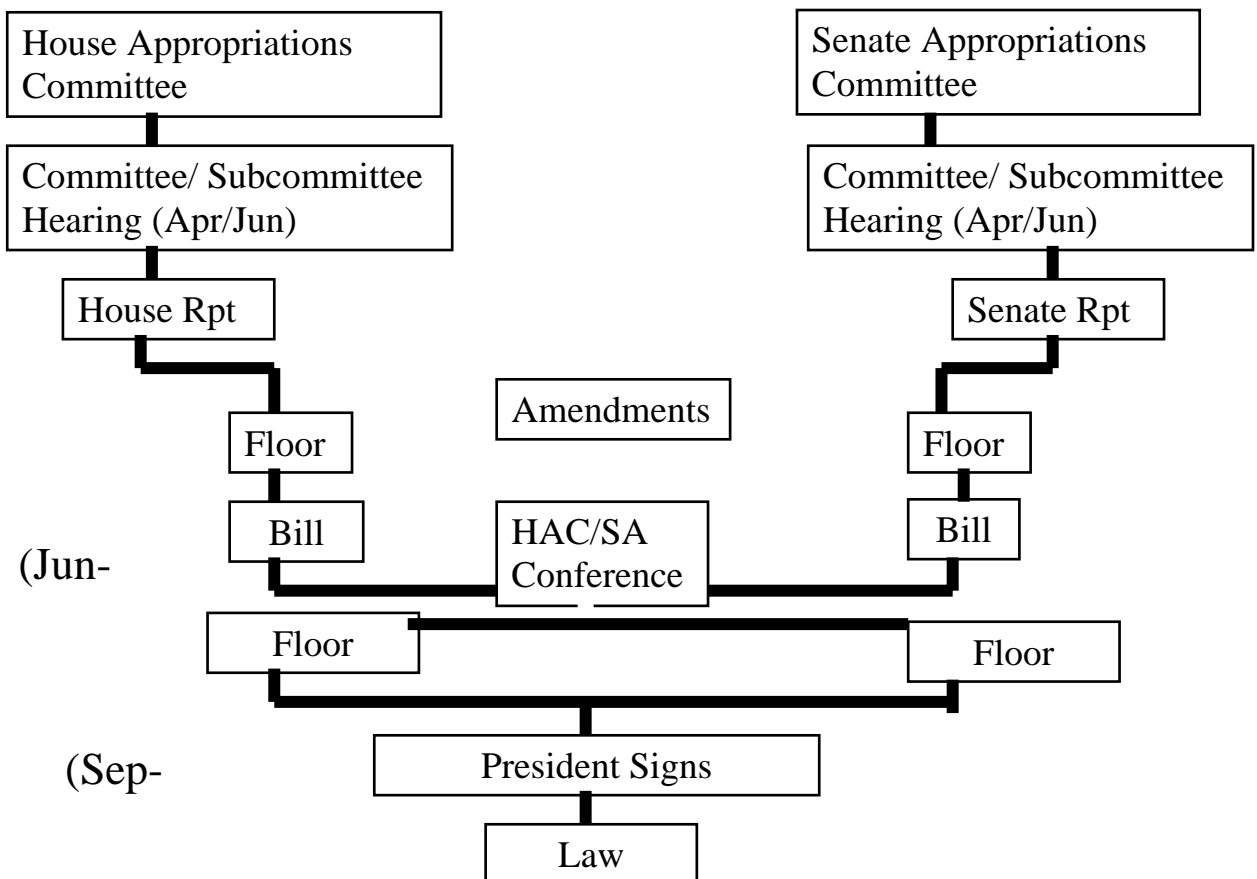 House Appropriations
Committee
Senate Appropriations
Committee
Committee/ Subcommittee
Hearing (Apr/Jun)
Committee/ Subcommittee
Hearing (Apr/Jun)
House Rpt
Senate Rpt
Amendments
Floor
Floor
Bill
HAC/SA
Conference
Bill
(Jun-
Floor
Floor
(Sep-
President Signs
Law